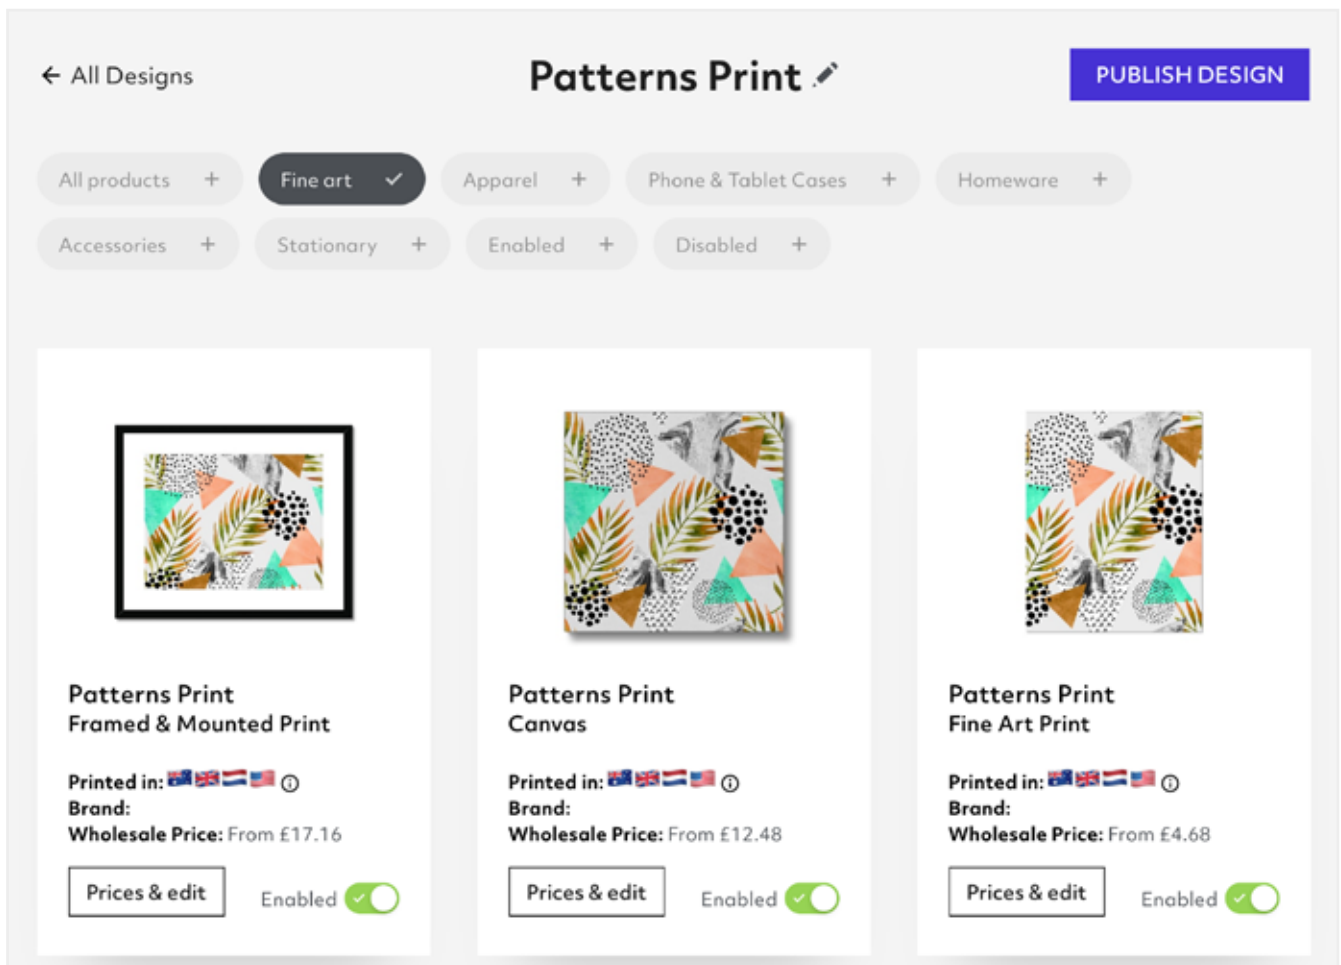 ← All Designs
Patterns Print
PUBLISH DESIGN
All products +
Fine art ✓
Apparel +
Phone & Tablet Cases +
Homeware +
Accessories +
Stationary +
Enabled +
Disabled +
Patterns Print
Framed & Mounted Print
Printed in:
Brand:
Wholesale Price: From £17.16
Prices & edit
Enabled
Patterns Print
Canvas
Printed in:
Brand:
Wholesale Price: From £12.48
Prices & edit
Enabled
Patterns Print
Fine Art Print
Printed in:
Brand:
Wholesale Price: From £4.68
Prices & edit
Enabled